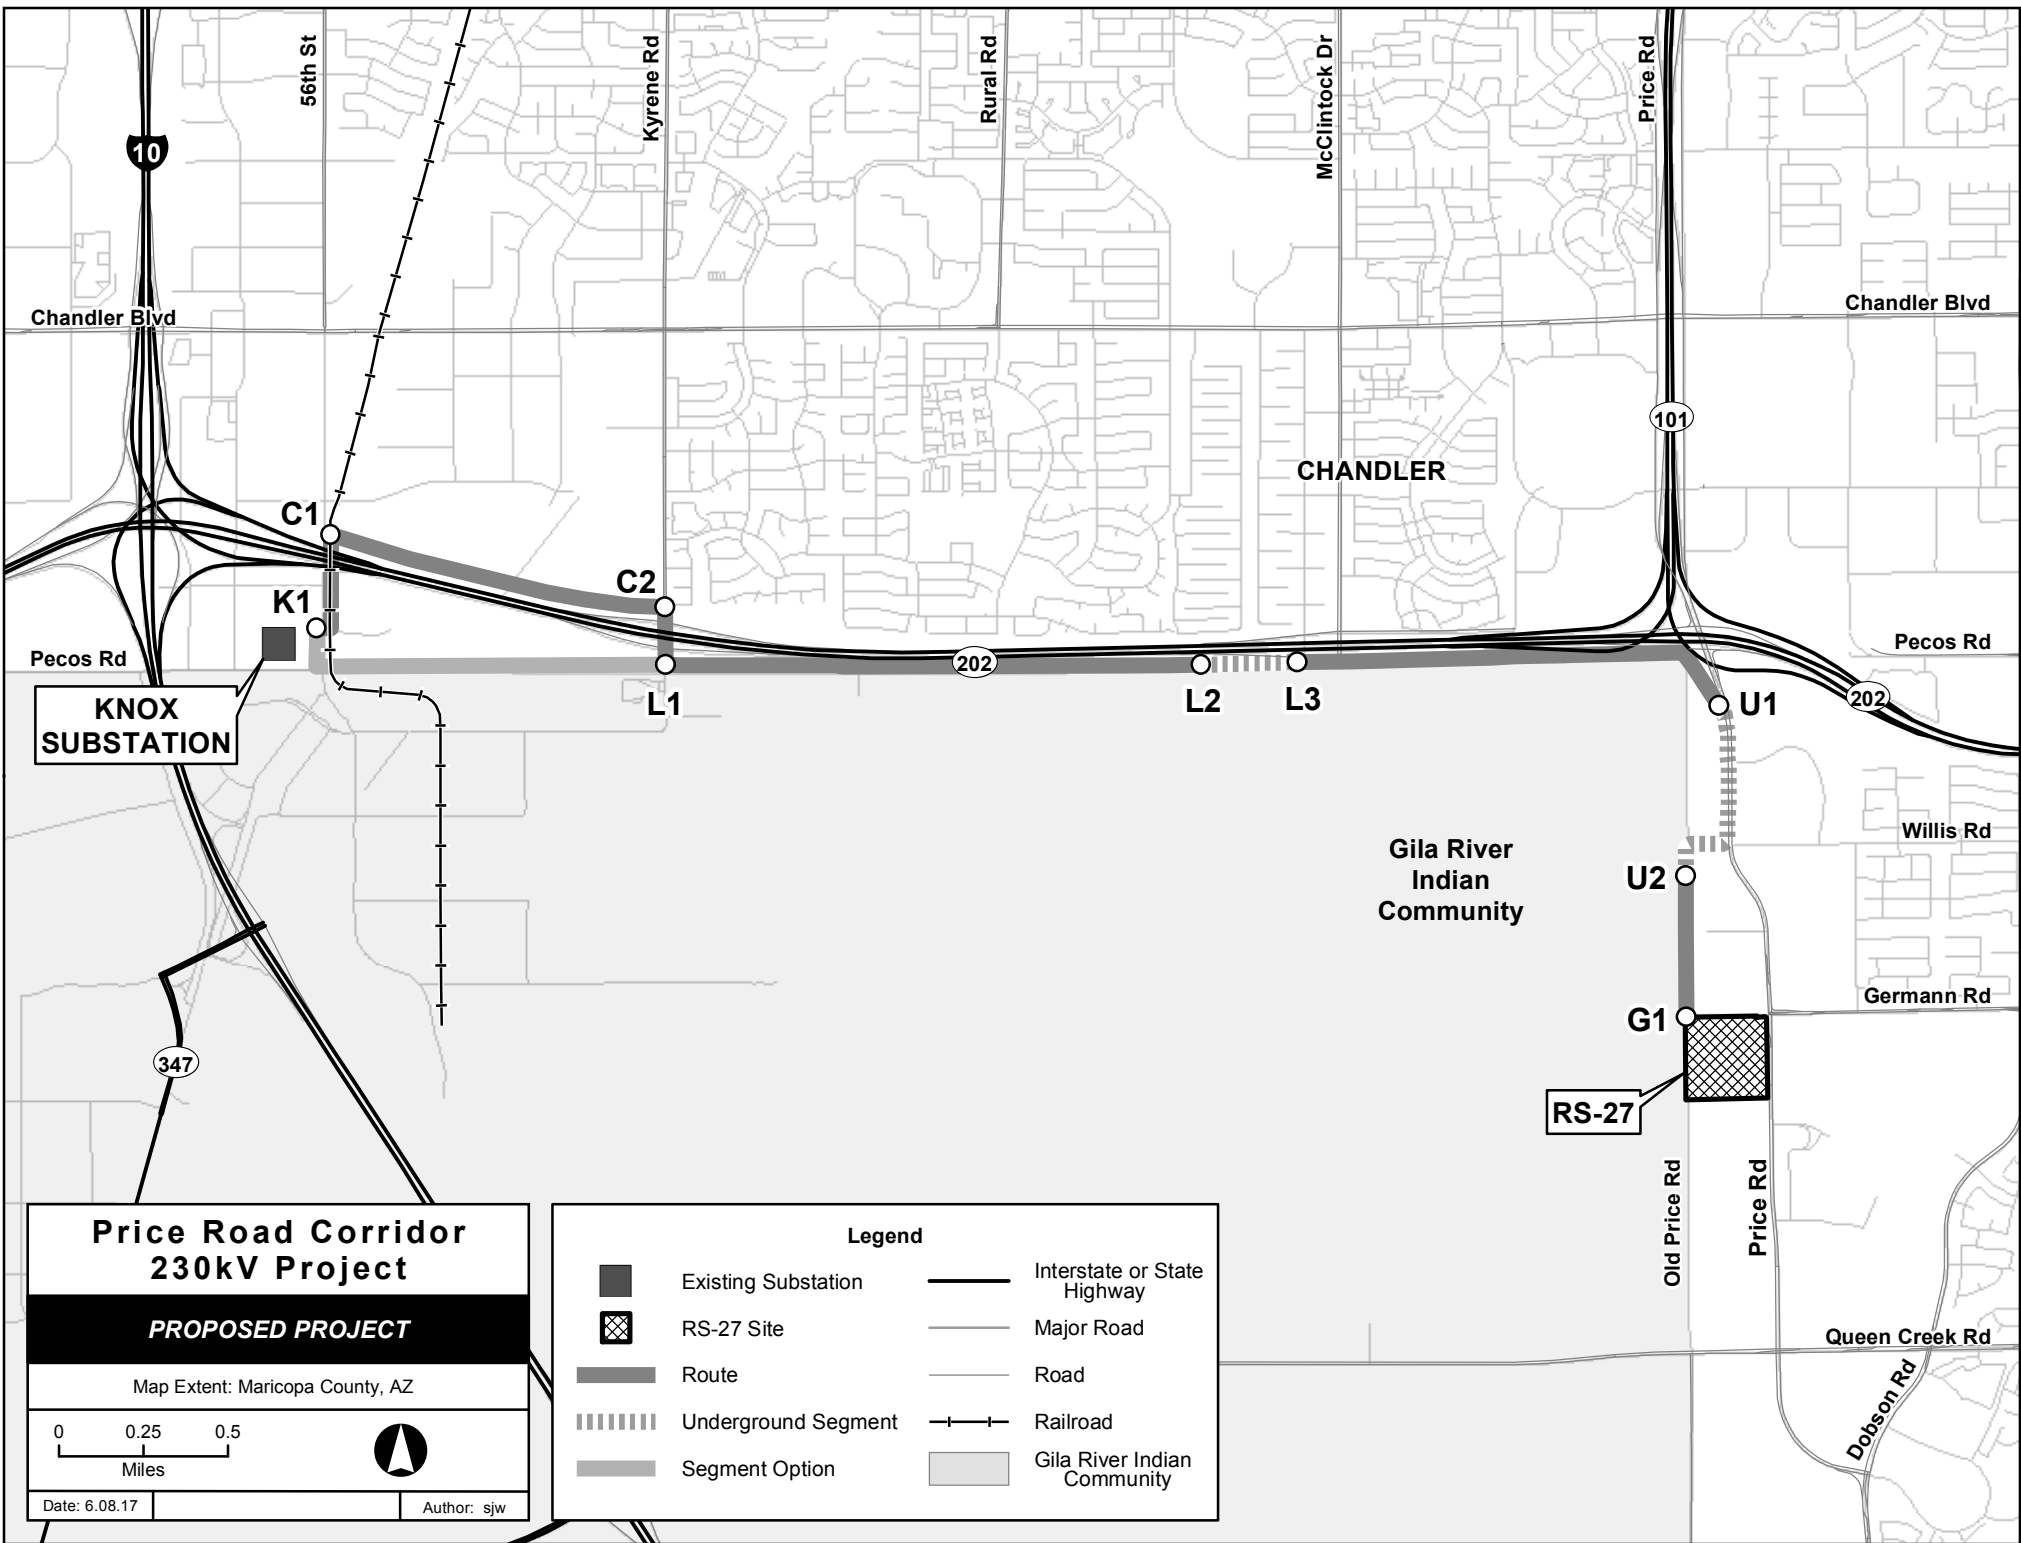 56th St
Kyrene Rd
Rural Rd
McClintock Dr
Price Rd
10
Chandler Blvd
Chandler Blvd
101
CHANDLER
C1
C2
K1
Pecos Rd
Pecos Rd
202
L1
L2
L3
U1
202
KNOX
SUBSTATION
Willis Rd
Gila River
Indian
Community
U2
Germann Rd
G1
347
RS-27
Old Price Rd
Price Rd
Queen Creek Rd
Dobson Rd
Price Road Corridor
230kV Project
PROPOSED PROJECT
Map Extent: Maricopa County, AZ
0 0.25 0.5
Miles
Date: 6.08.17
Author: sjw
Legend
Existing Substation
RS-27 Site
Route
Underground Segment
Segment Option
Interstate or State
Highway
Major Road
Road
Railroad
Gila River Indian
Community